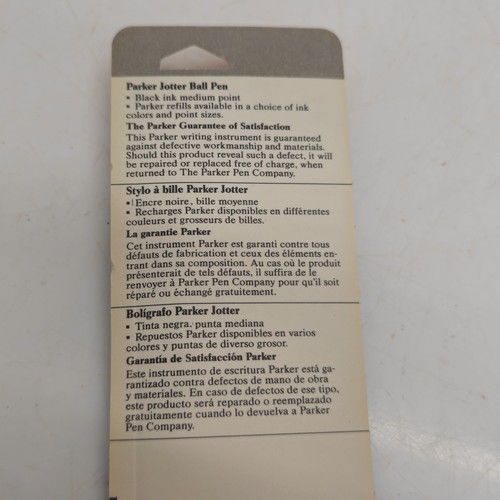 Parker Jotter Ball Pen
• Black ink medium point
• Parker refills available in a choice of ink
colors and point sizes.
The Parker Guarantee of Satisfaction
This Parker writing instrument is guaranteed
against defective workmanship and materials.
Should this product reveal such a defect, it will
be repaired or replaced free of charge, when
returned to The Parker Pen Company.
Stylo à bille Parker Jotter
• Encre noire, bille moyenne
• Recharges Parker disponibles en différentes
couleurs et grosseurs de billes.
La garantie Parker
Cet instrument Parker est garanti contre tous
défauts de fabrication et ceux des éléments en-
trant dans sa composition. Au cas où le produit
présenterait de tels défauts, il suffira de le
renvoyer à Parker Pen Company pour qu'il soit
réparé ou échangé gratuitement.
Bolígrafo Parker Jotter
• Tinta negra, punta mediana
• Repuestos Parker disponibles en varios
colores y puntas de diverso grosor.
Garantía de Satisfacción Parker
Este instrumento de escritura Parker está ga-
rantizado contra defectos de mano de obra
y materiales. En caso de defectos de ese tipo,
este producto será reparado o reemplazado
gratuitamente cuando lo devuelva a Parker
Pen Company.